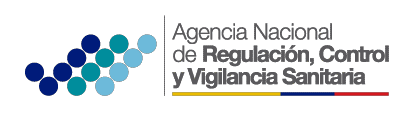 Agencia Nacional
de Regulación, Control
y Vigilancia Sanitaria